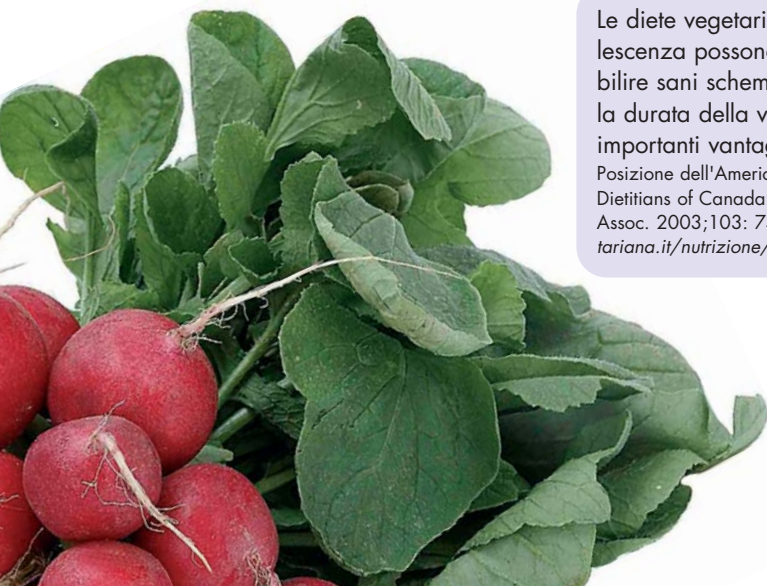 Le diete vegetari
lescenza possono
bilire sani schem
la durata della v
importanti vantag
Posizione dell'Americ
Dietitians of Canada
Assoc. 2003;103: 7
tariana.it/nutrizione/